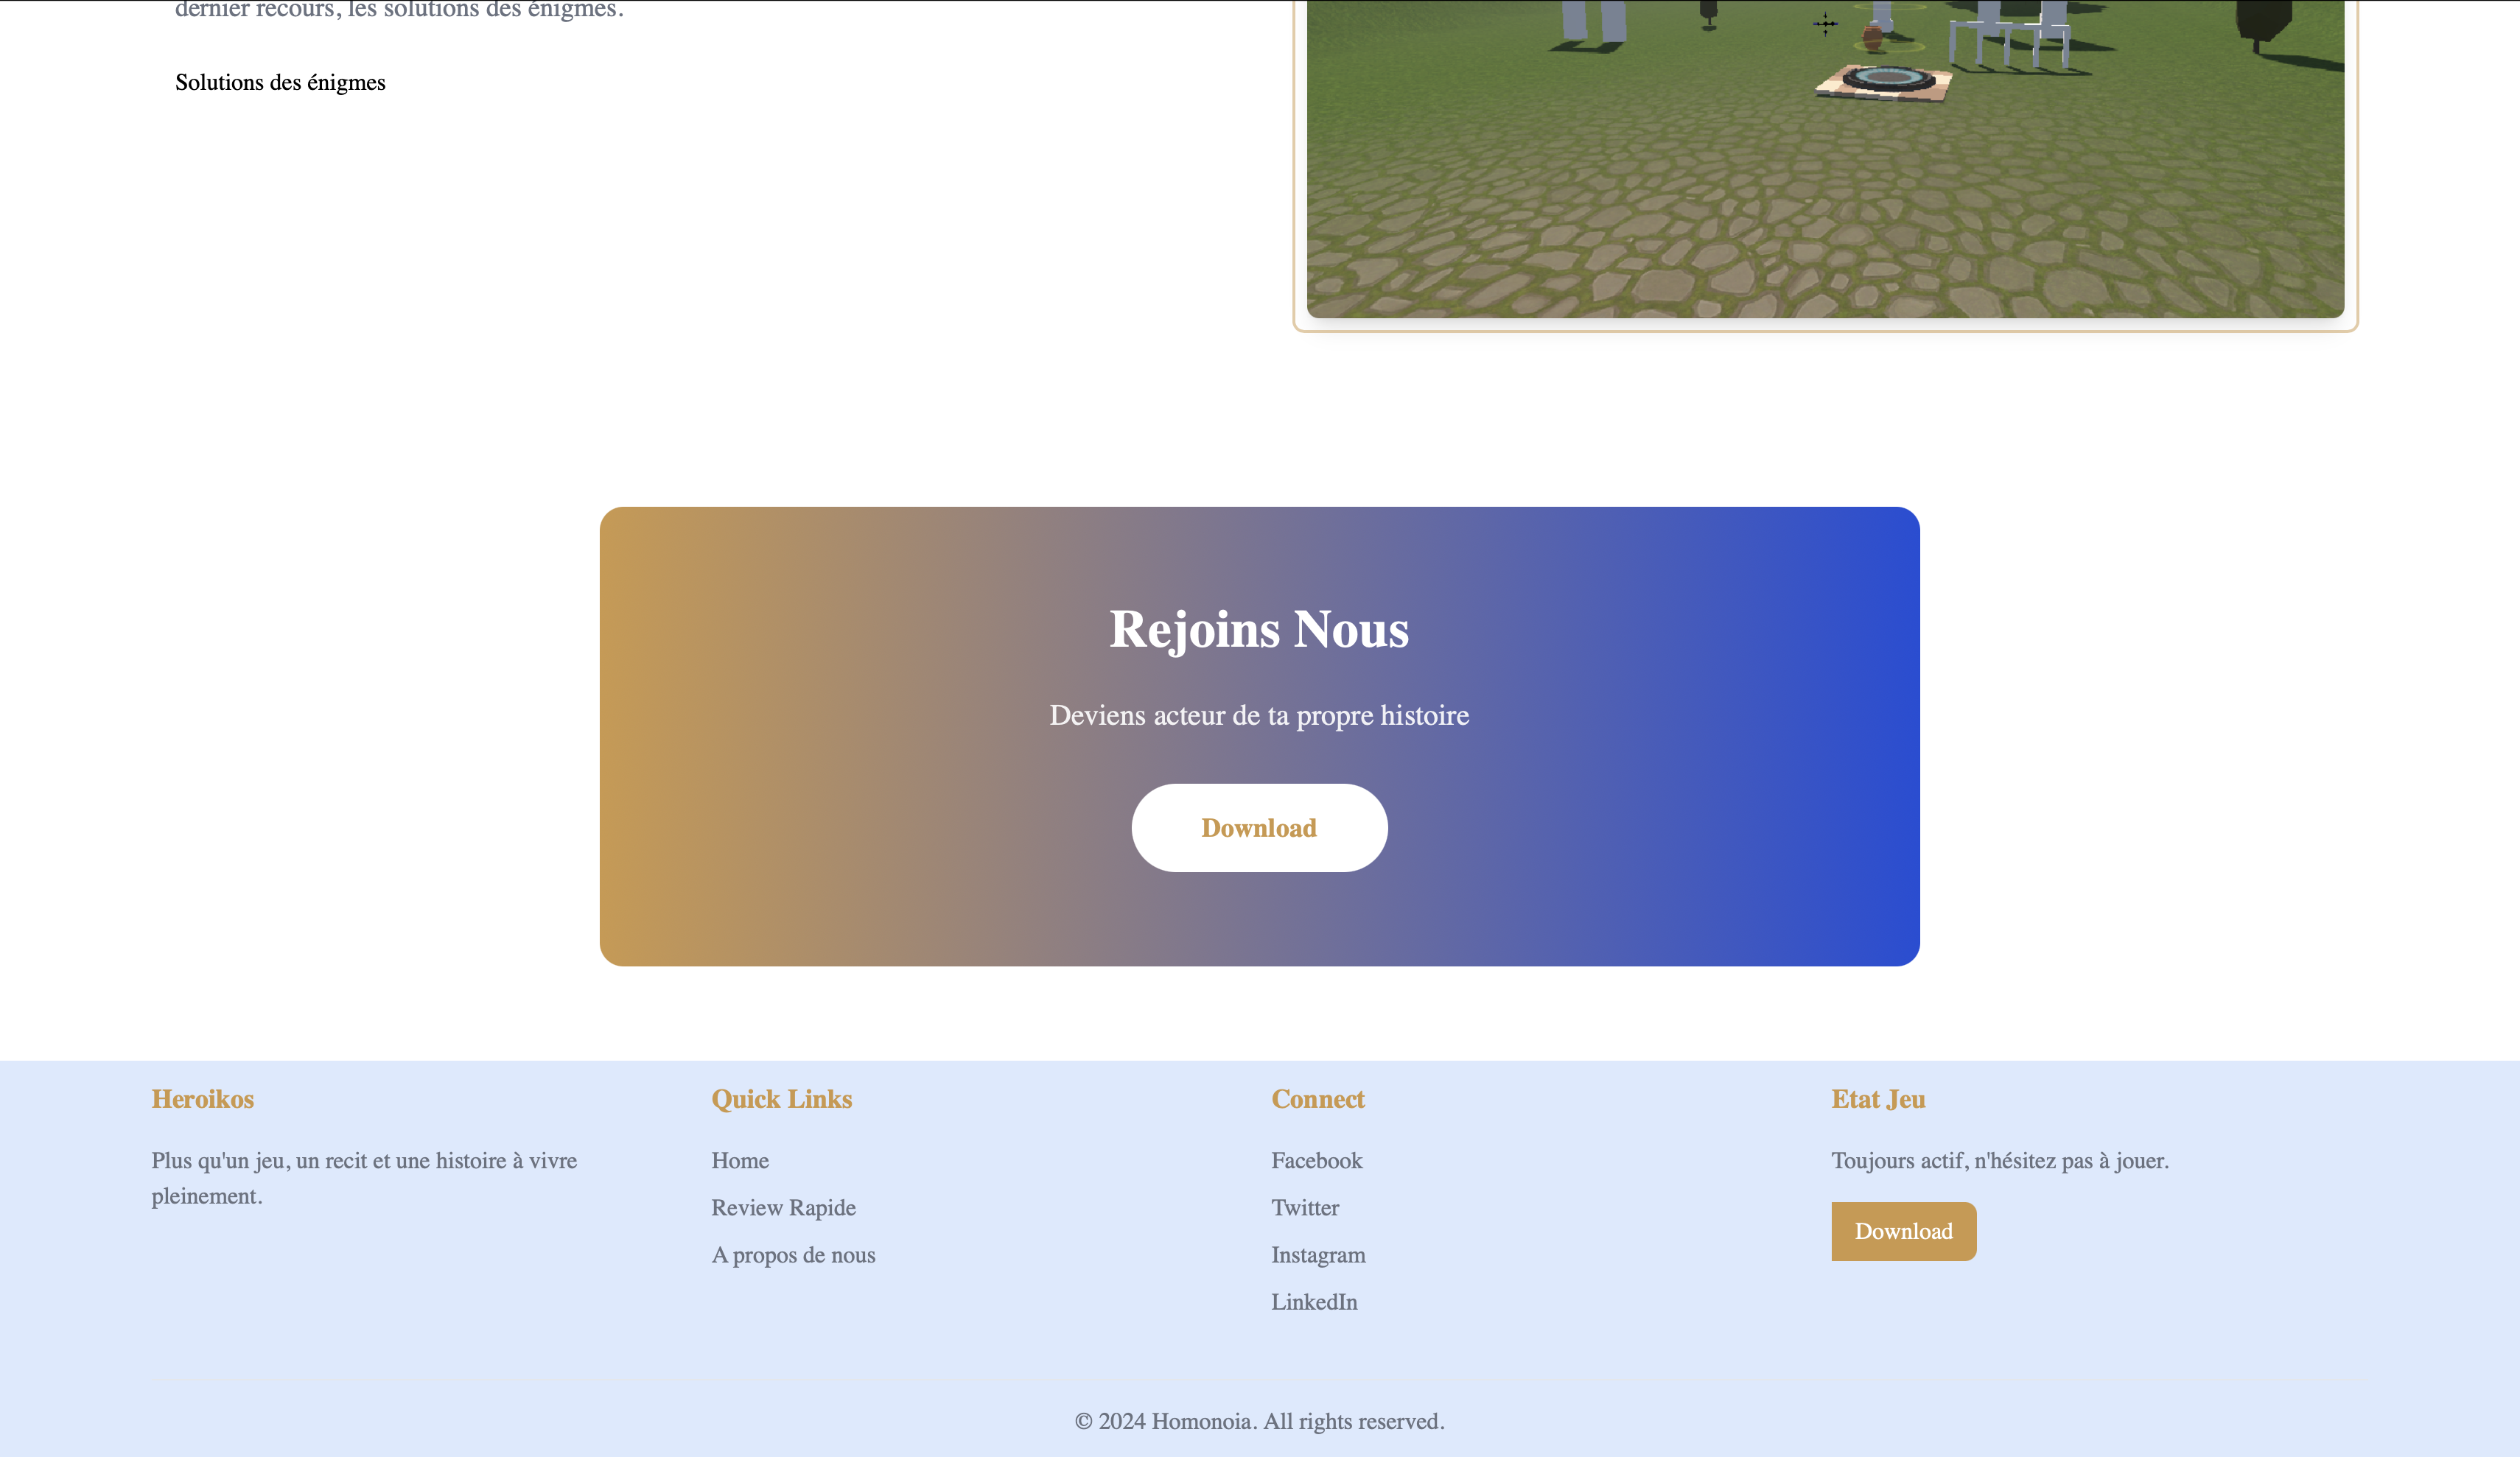 dernier recours, les solutions des énigmes.
Solutions des énigmes
Rejoins Nous
Deviens acteur de ta propre histoire
Download
Heroikos
Plus qu'un jeu, un recit et une histoire à vivre
pleinement.
Quick Links
Home
Review Rapide
A propos de nous
Connect
Facebook
Twitter
Instagram
LinkedIn
Etat Jeu
Toujours actif, n'hésitez pas à jouer.
Download
© 2024 Homonoia. All rights reserved.